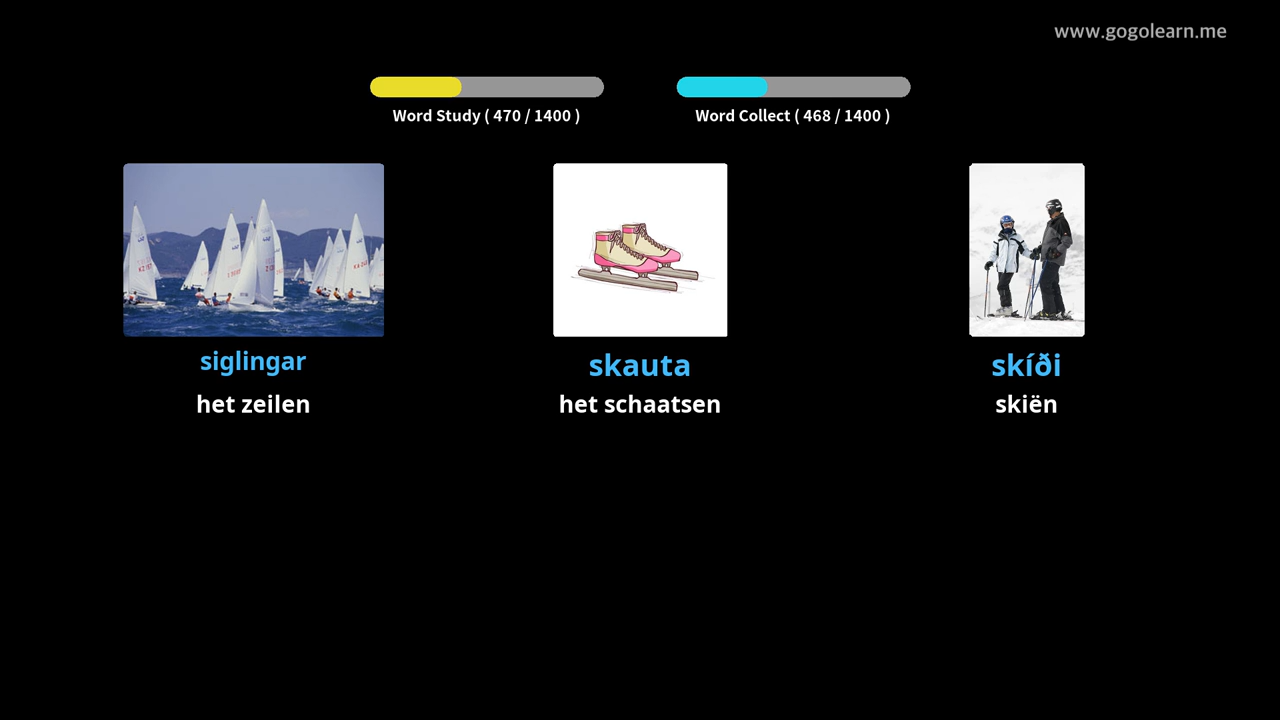 www.gogolearn.me
Word Study ( 470 / 1400 )
Word Collect ( 468 / 1400 )
siglingar
het zeilen
skauta
het schaatsen
skíði
skiën